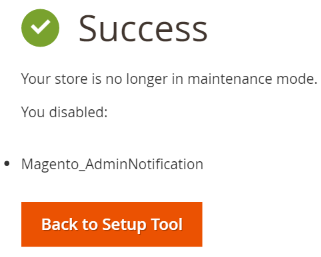 Success
Your store is no longer in maintenance mode.
You disabled:
• Magento_AdminNotification
Back to Setup Tool